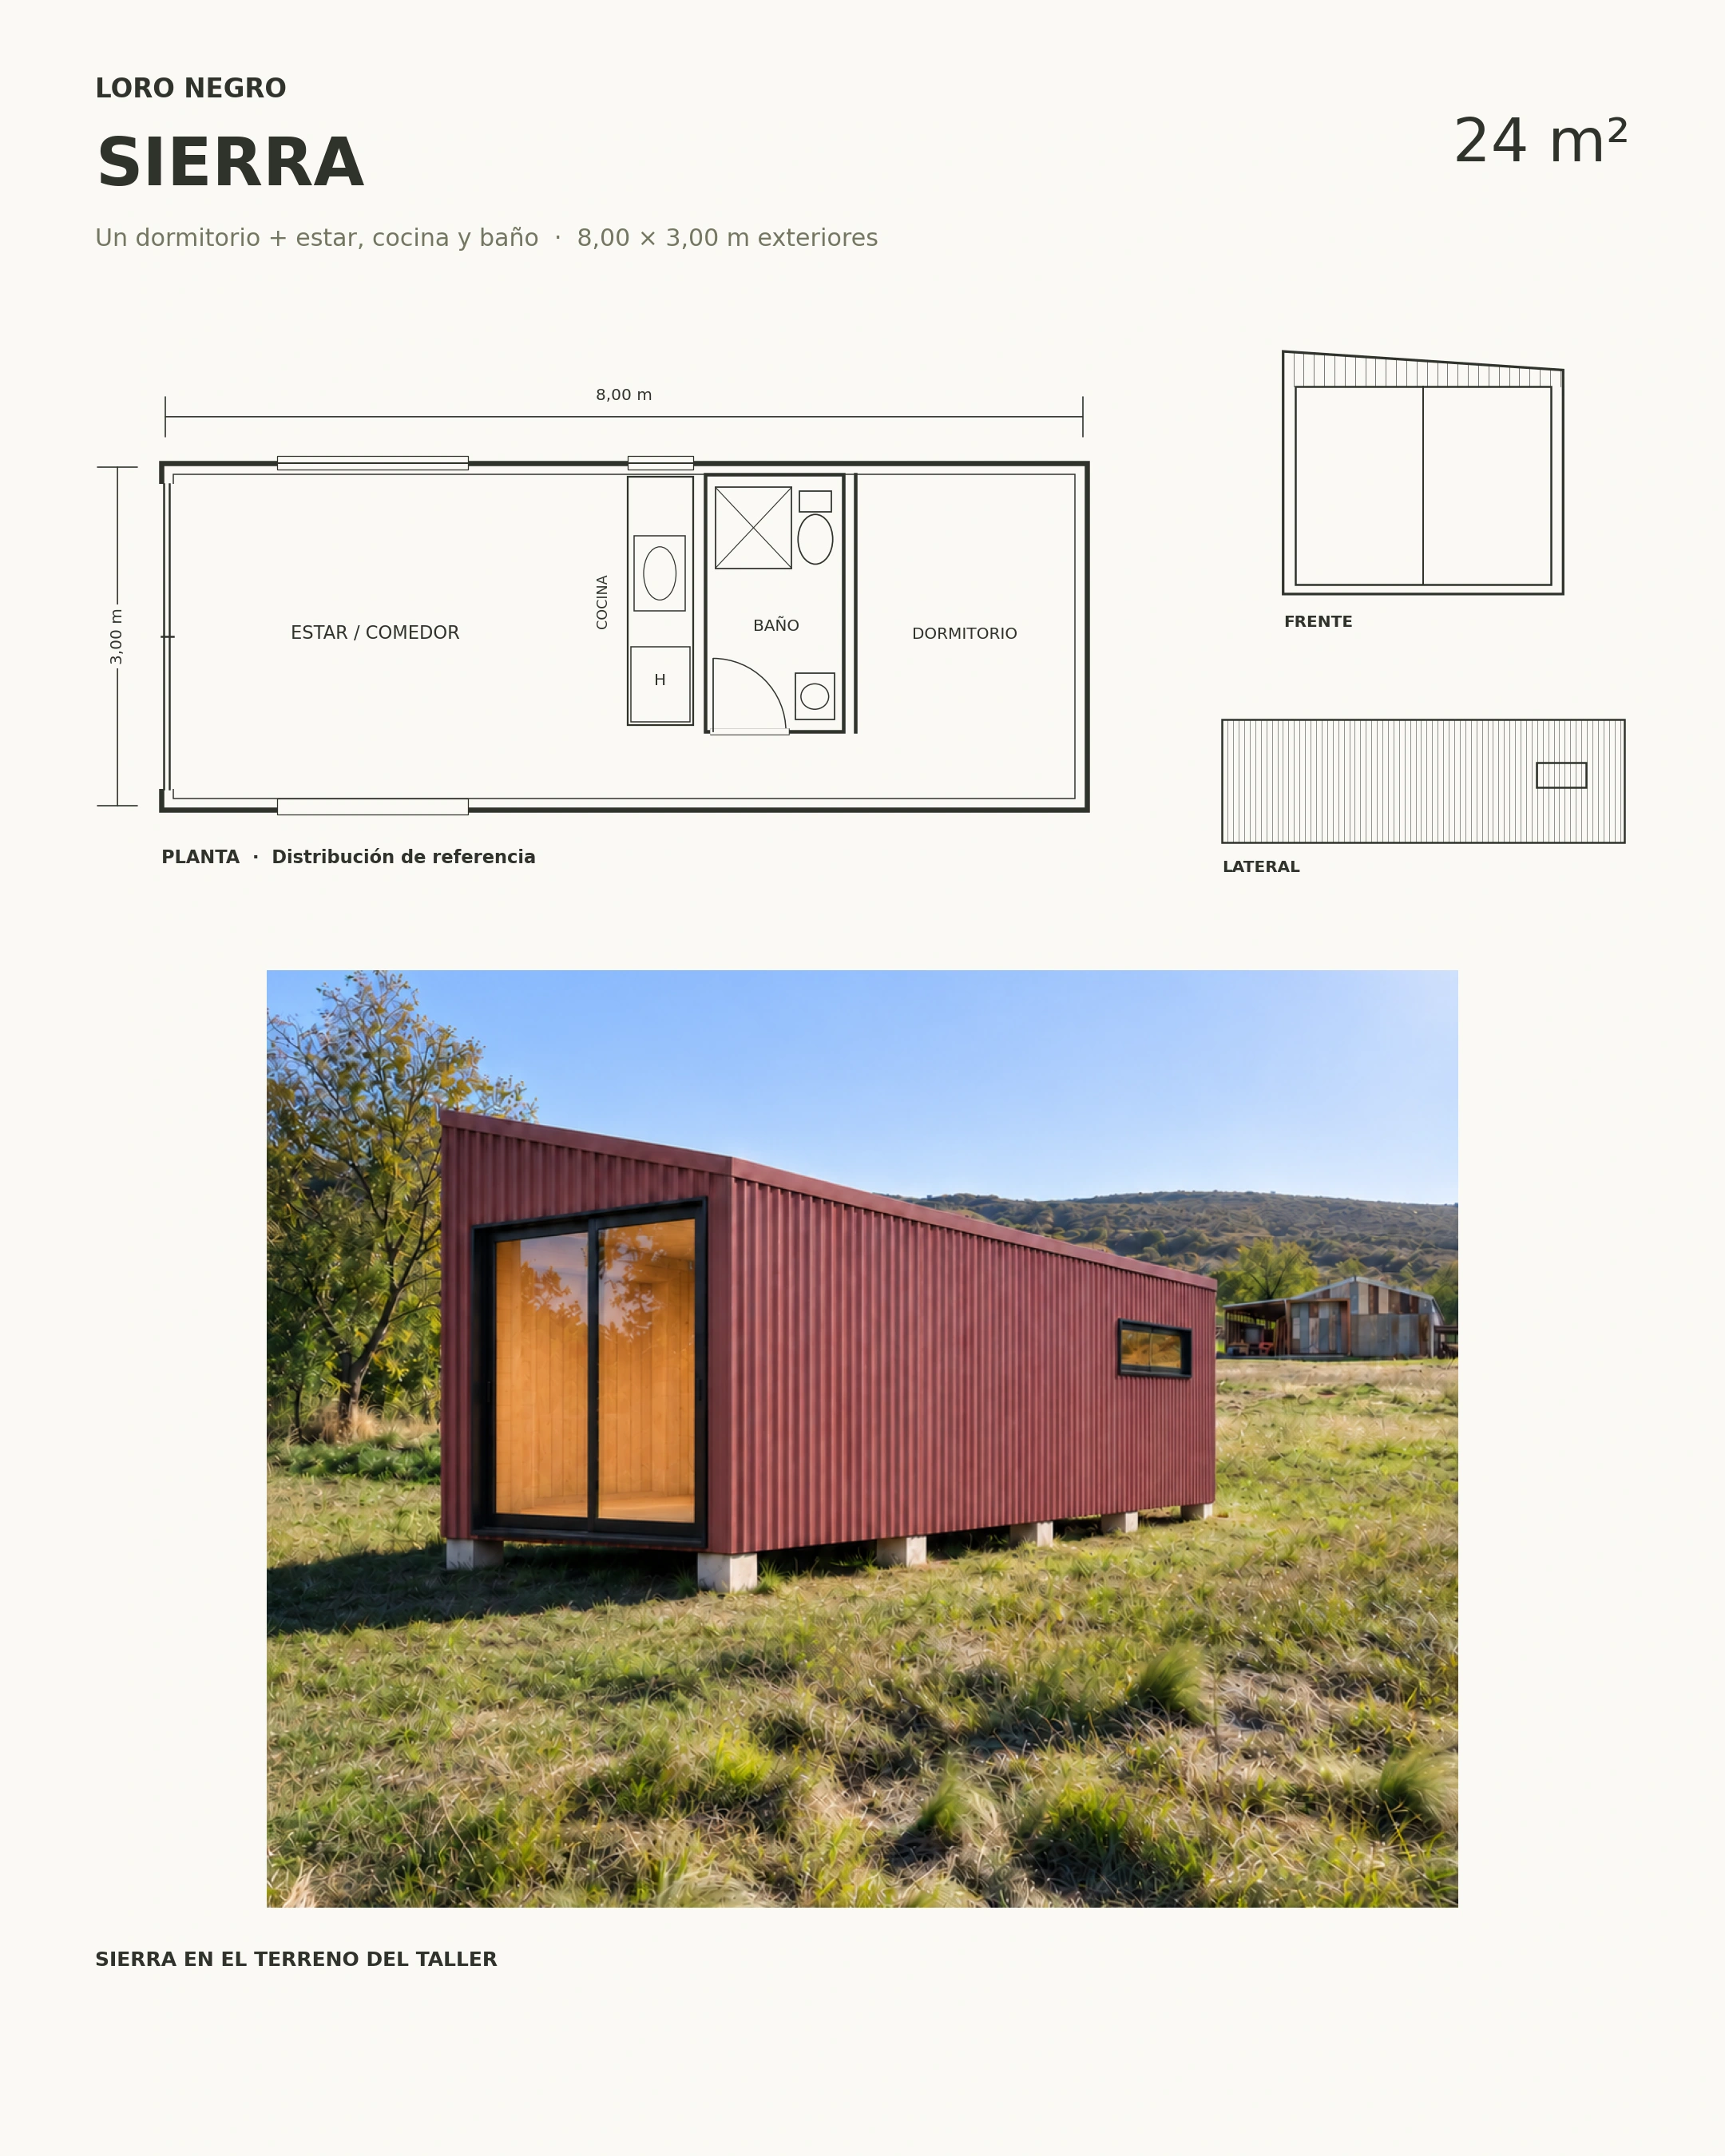 LORO NEGRO
SIERRA
24 m²
Un dormitorio + estar, cocina y baño · 8,00 × 3,00 m exteriores
8,00 m
3,00 m
ESTAR / COMEDOR
COCINA
H
BAÑO
DORMITORIO
PLANTA · Distribución de referencia
FRENTE
LATERAL
SIERRA EN EL TERRENO DEL TALLER